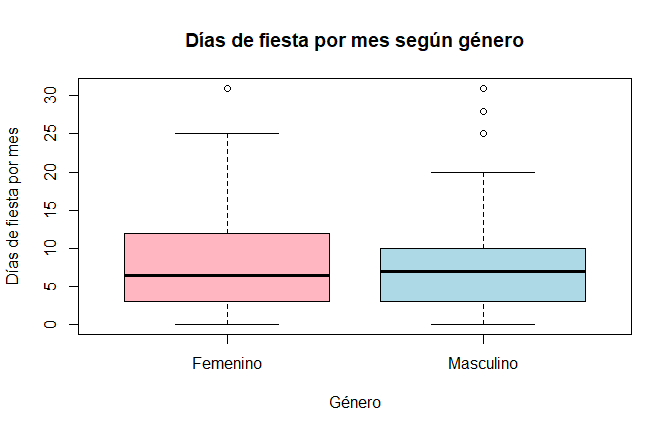 Días de fiesta por mes según género
Días de fiesta por mes
30
25
20
15
10
5
0
Femenino
Masculino
Género